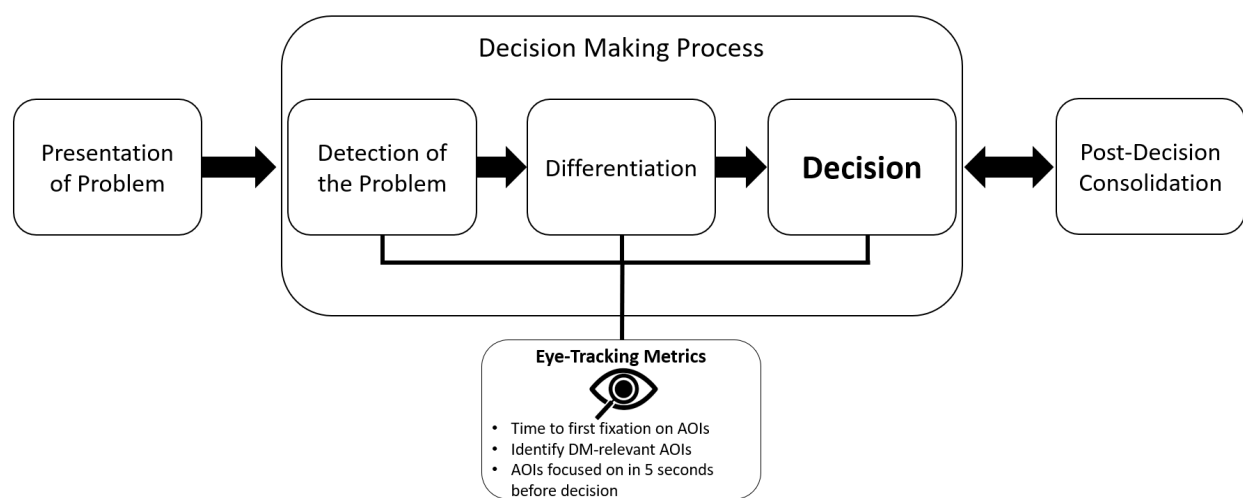 Decision Making Process
Presentation
of Problem
Detection of
the Problem
Differentiation
Decision
Post-Decision
Consolidation
Eye-Tracking Metrics
• Time to first fixation on AOIs
• Identify DM-relevant AOIs
• AOIs focused on in 5 seconds
before decision